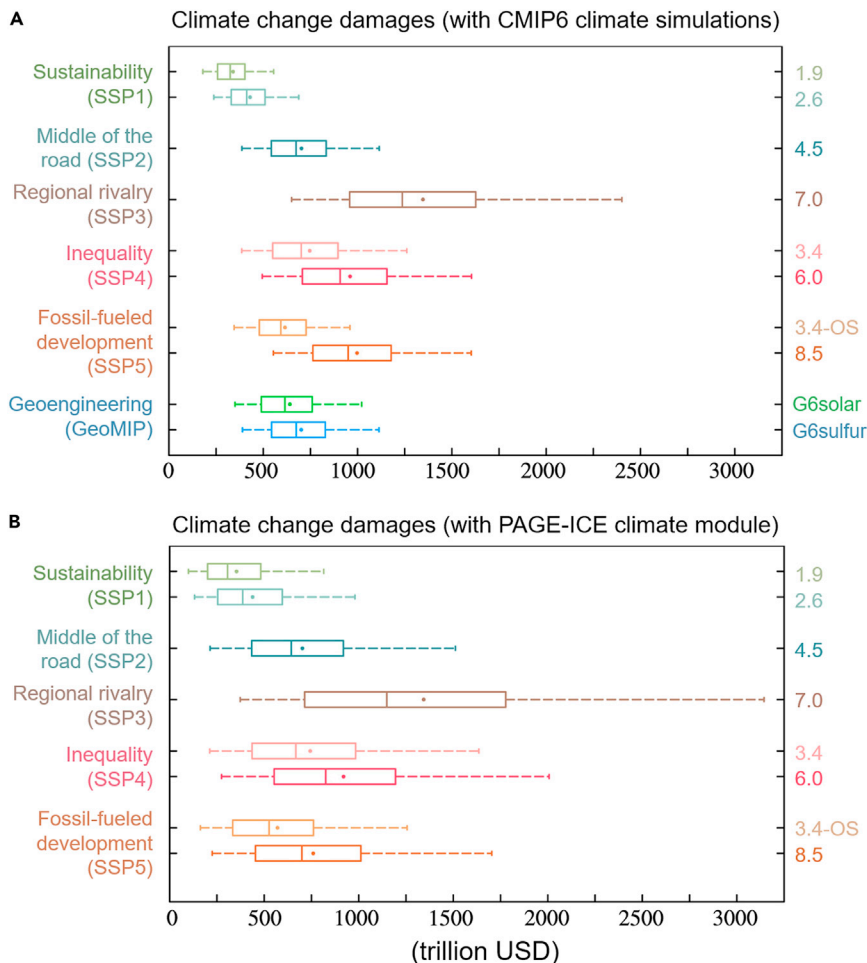 A
Climate change damages (with CMIP6 climate simulations)
Sustainability
(SSP1)
1.9
2.6
Middle of the
road (SSP2)
4.5
Regional rivalry
(SSP3)
7.0
Inequality
(SSP4)
3.4
6.0
Fossil-fueled
development
(SSP5)
3.4-OS
8.5
Geoengineering
(GeoMIP)
G6solar
G6sulfur
0 500 1000 1500 2000 2500 3000
B
Climate change damages (with PAGE-ICE climate module)
Sustainability
(SSP1)
1.9
2.6
Middle of the
road (SSP2)
4.5
Regional rivalry
(SSP3)
7.0
Inequality
(SSP4)
3.4
6.0
Fossil-fueled
development
(SSP5)
3.4-OS
8.5
0 500 1000 1500 2000 2500 3000
(trillion USD)